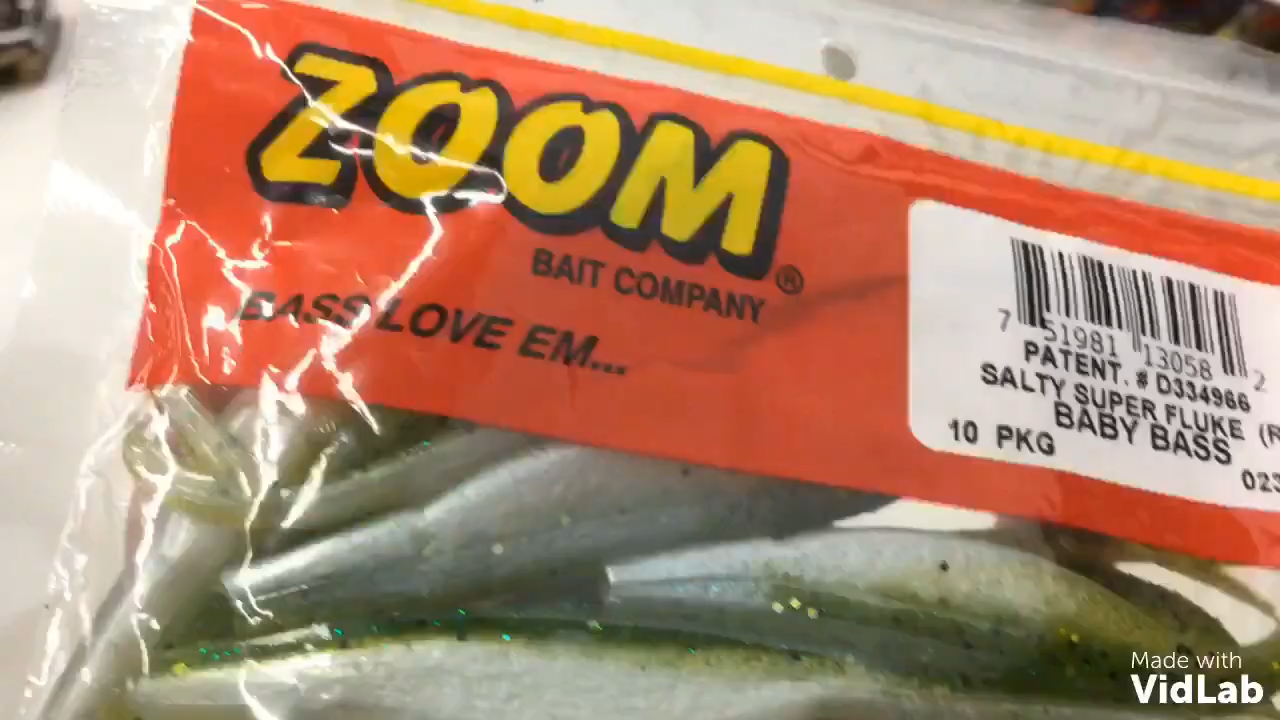 ZOOM®
BAIT COMPANY
BASS LOVE EM...
7 51981 13058 2
PATENT. # D334966
SALTY SUPER FLUKE (R
BABY BASS
10 PKG
023
Made with
VidLab